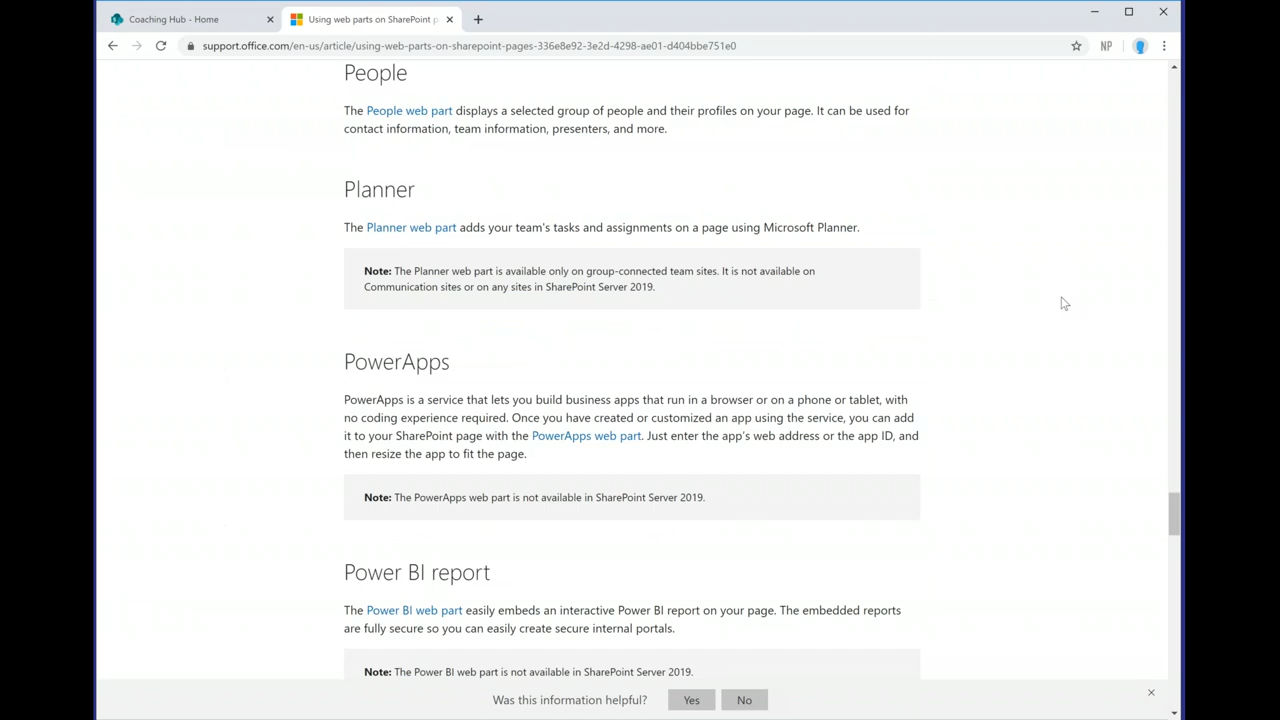 Coaching Hub - Home
Using web parts on SharePoint p
support.office.com/en-us/article/using-web-parts-on-sharepoint-pages-336e8e92-3e2d-4298-ae01-d404bbe751e0
NP
People
The People web part displays a selected group of people and their profiles on your page. It can be used for
contact information, team information, presenters, and more.
Planner
The Planner web part adds your team's tasks and assignments on a page using Microsoft Planner.
Note: The Planner web part is available only on group-connected team sites. It is not available on
Communication sites or on any sites in SharePoint Server 2019.
PowerApps
PowerApps is a service that lets you build business apps that run in a browser or on a phone or tablet, with
no coding experience required. Once you have created or customized an app using the service, you can add
it to your SharePoint page with the PowerApps web part. Just enter the app's web address or the app ID, and
then resize the app to fit the page.
Note: The PowerApps web part is not available in SharePoint Server 2019.
Power BI report
The Power BI web part easily embeds an interactive Power BI report on your page. The embedded reports
are fully secure so you can easily create secure internal portals.
Note: The Power BI web part is not available in SharePoint Server 2019.
Was this information helpful? Yes No